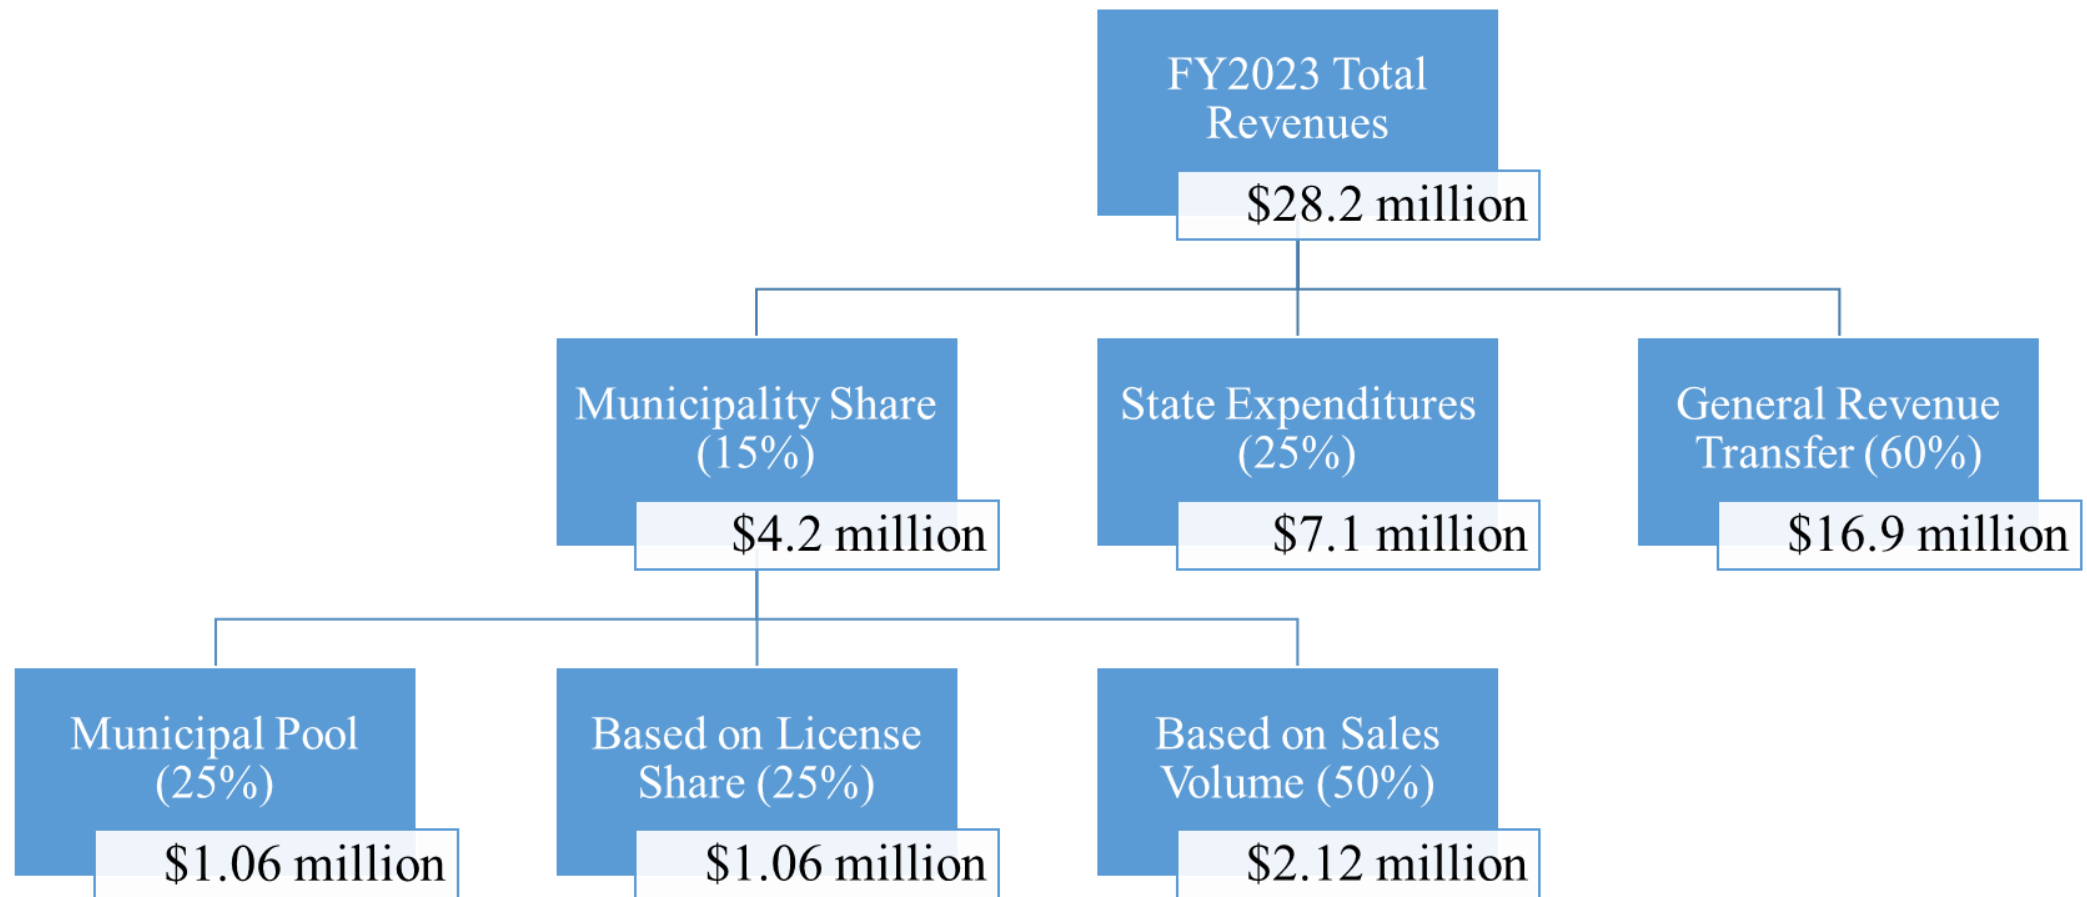 FY2023 Total
Revenues
$28.2 million
Municipality Share
(15%)
$4.2 million
State Expenditures
(25%)
$7.1 million
General Revenue
Transfer (60%)
$16.9 million
Municipal Pool
(25%)
$1.06 million
Based on License
Share (25%)
$1.06 million
Based on Sales
Volume (50%)
$2.12 million